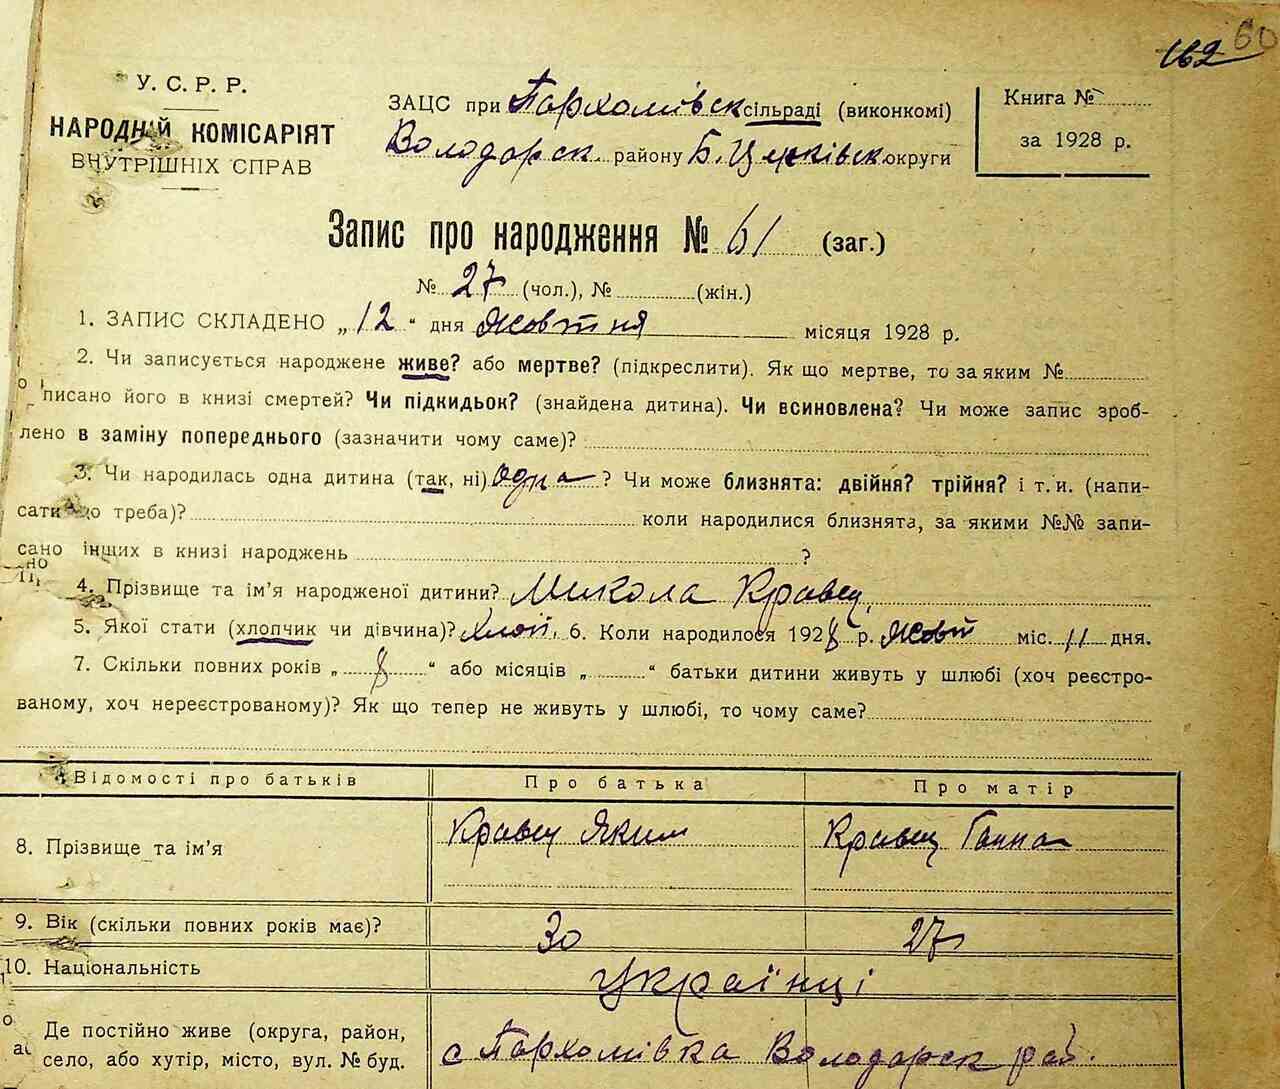 162 60
У. С. Р. Р.
НАРОДНІЙ КОМІСАРІЯТ
ВНУТРІШНІХ СПРАВ
ЗАЦС при Пархомівск сільраді (виконкомі)
Володарск. району Б. Церківск округи
Книга №
за 1928 р.
Запис про народження № 61 (заг.)
№ 27 (чол.), № (жін.)
1. ЗАПИС СКЛАДЕНО „ 12 “ дня жовтня місяця 1928 р.
2. Чи записується народжене живе? або мертве? (підкреслити). Як що мертве, то за яким №
писано його в книзі смертей? Чи підкидьок? (знайдена дитина). Чи всиновлена? Чи може запис зроб-
лено в заміну попереднього (зазначити чому саме)?
3. Чи народилась одна дитина (так, ні) одна ? Чи може близнята: двійня? трійня? і т. и. (напи-
сати що треба)? коли народилися близнята, за якими №№ запи-
сано інщих в книзі народжень ?
4. Прізвище та ім’я народженої дитини? Микола Кравец
5. Якої стати (хлопчик чи дівчина)? хлоп. 6. Коли народилося 1928 р. жовт міс. 11 дня.
7. Скільки повних років „ 8 “ або місяців „ “ батьки дитини живуть у шлюбі (хоч реєстро-
ваному, хоч нереєстрованому)? Як що тепер не живуть у шлюбі, то чому саме?
Відомості про батьків Про батька Про матір
8. Прізвище та ім’я Кравец Яким Кравец Ганна
9. Вік (скільки повних років має)? 30 27
10. Національність Українці
Де постійно живе (округа, район,
село, або хутір, місто, вул. № буд. с Пархомівка Володарск рай.